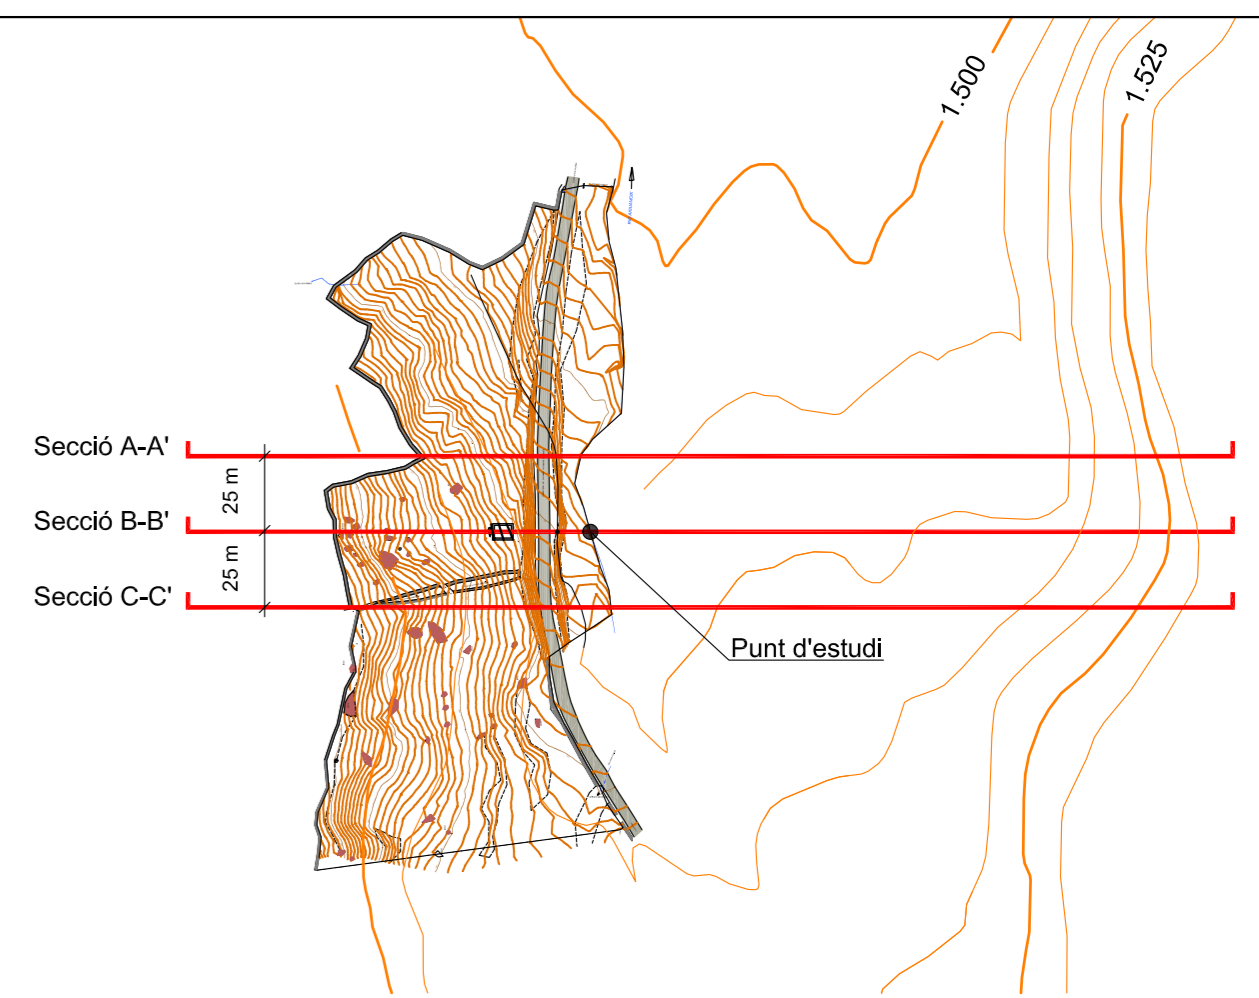 1.500
1.525
Secció A-A'
25 m
Secció B-B'
25 m
Secció C-C'
Punt d'estudi